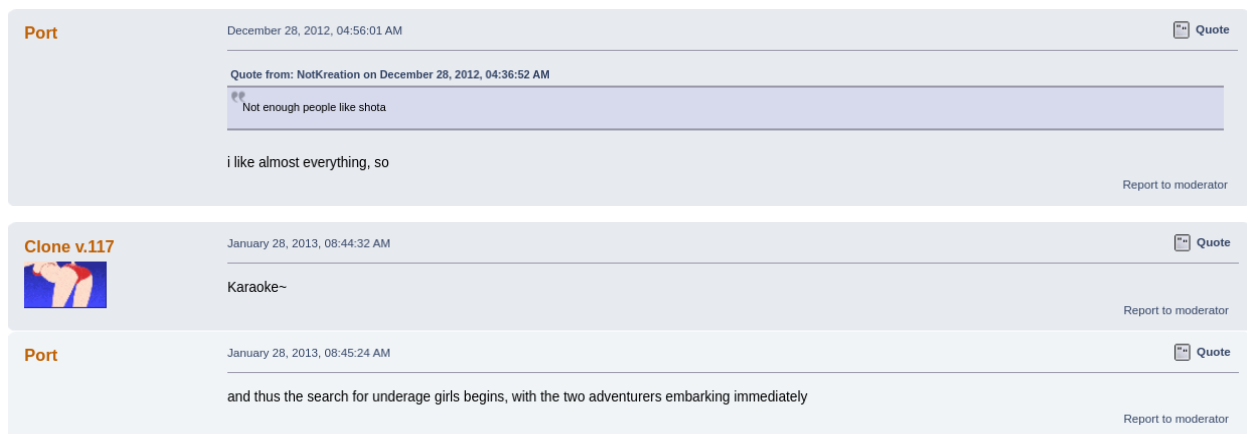 Port
December 28, 2012, 04:56:01 AM
Quote
Quote from: NotKreation on December 28, 2012, 04:36:52 AM
Not enough people like shota
i like almost everything, so
Report to moderator
Clone v.117
January 28, 2013, 08:44:32 AM
Quote
Karaoke~
Report to moderator
Port
January 28, 2013, 08:45:24 AM
Quote
and thus the search for underage girls begins, with the two adventurers embarking immediately
Report to moderator